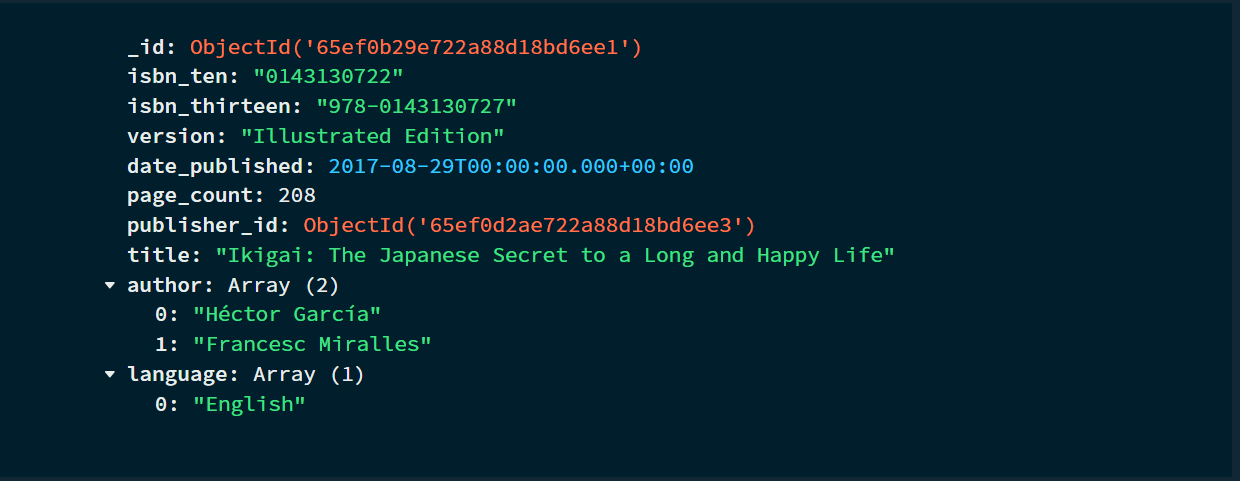 _id: ObjectId('65ef0b29e722a88d18bd6ee1')
isbn_ten: "0143130722"
isbn_thirteen: "978-0143130727"
version: "Illustrated Edition"
date_published: 2017-08-29T00:00:00.000+00:00
page_count: 208
publisher_id: ObjectId('65ef0d2ae722a88d18bd6ee3')
title: "Ikigai: The Japanese Secret to a Long and Happy Life"
author: Array (2)
0: "Héctor García"
1: "Francesc Miralles"
language: Array (1)
0: "English"